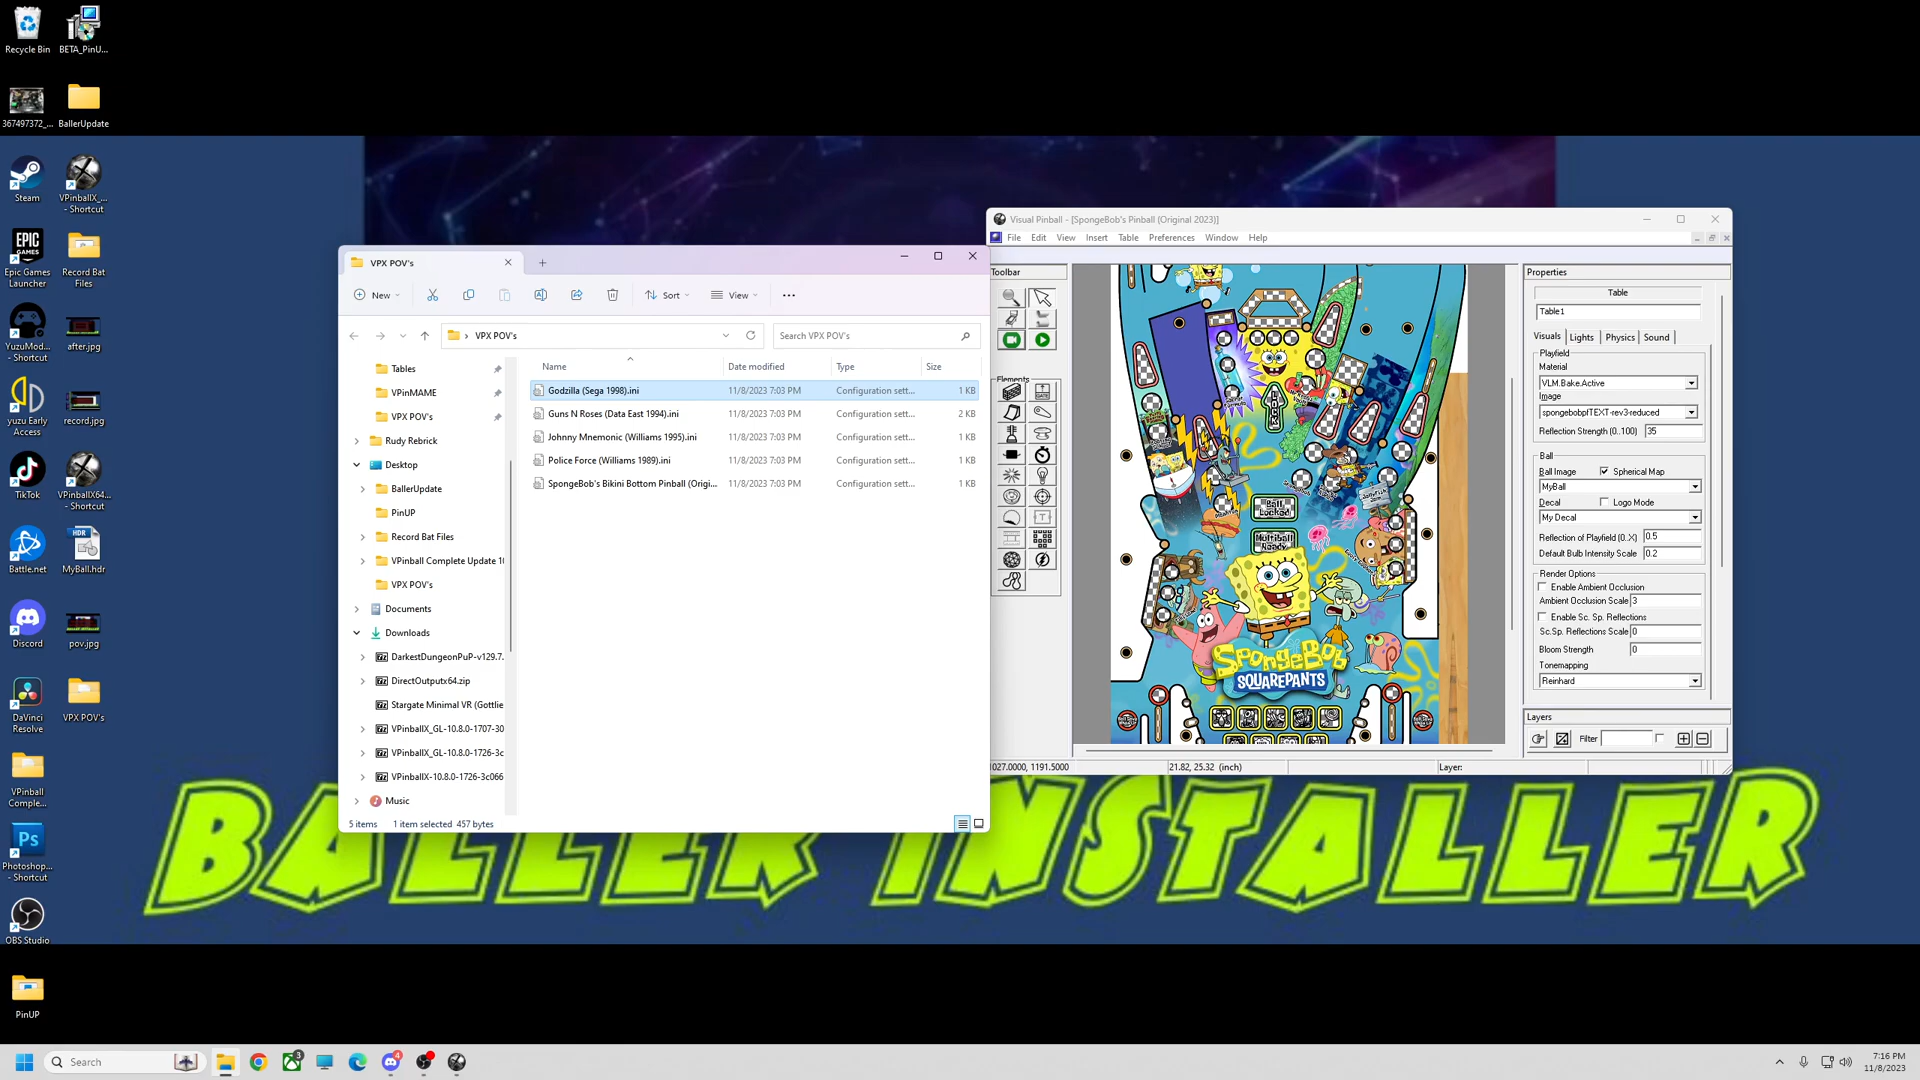 Recycle Bin
BETA_PinU...
367497372_...
BallerUpdate
Steam
VPinballX_...
- Shortcut
Epic Games
Launcher
Record Bat
Files
YuzuMod...
- Shortcut
after.jpg
yuzu Early
Access
record.jpg
TikTok
VPinballX64...
- Shortcut
Battle.net
HDR
MyBall.hdr
Discord
pov.jpg
DaVinci
Resolve
VPX POV's
VPinball
Comple...
Photoshop...
- Shortcut
OBS Studio
PinUP
VPX POV's
New
Sort
View
VPX POV's
Search VPX POV's
Name
Date modified
Type
Size
Tables
VPinMAME
VPX POV's
Rudy Rebrick
Desktop
BallerUpdate
PinUP
Record Bat Files
VPinball Complete Update 10
VPX POV's
Documents
Downloads
DarkestDungeonPuP-v129.7.
DirectOutputx64.zip
Stargate Minimal VR (Gottlie
VPinballX_GL-10.8.0-1707-30
VPinballX_GL-10.8.0-1726-3c
VPinballX-10.8.0-1726-3c066
Music
Godzilla (Sega 1998).ini 11/8/2023 7:03 PM Configuration sett... 1 KB
Guns N Roses (Data East 1994).ini 11/8/2023 7:03 PM Configuration sett... 2 KB
Johnny Mnemonic (Williams 1995).ini 11/8/2023 7:03 PM Configuration sett... 1 KB
Police Force (Williams 1989).ini 11/8/2023 7:03 PM Configuration sett... 1 KB
SpongeBob's Bikini Bottom Pinball (Origi... 11/8/2023 7:03 PM Configuration sett... 1 KB
5 items 1 item selected 457 bytes
Visual Pinball - [SpongeBob's Pinball (Original 2023)]
File Edit View Insert Table Preferences Window Help
Toolbar
Elements
Ball
Locked
Multiball
Ready
SpongeBob
SQUAREPANTS
Properties
Table
Table1
Visuals Lights Physics Sound
Playfield
Material
VLM.Bake.Active
Image
spongebobpfTEXT-rev3-reduced
Reflection Strength (0..100) 35
Ball
Ball Image Spherical Map
MyBall
Decal Logo Mode
My Decal
Reflection of Playfield (0..X) 0.5
Default Bulb Intensity Scale 0.2
Render Options
Enable Ambient Occlusion
Ambient Occlusion Scale 3
Enable Sc. Sp. Reflections
Sc.Sp. Reflections Scale 0
Bloom Strength 0
Tonemapping
Reinhard
Layers
Filter
1027.0000, 1191.5000
21.82, 25.32 (inch)
Layer:
BALLER INSTALLER
Search
3
4
7:16 PM
11/8/2023